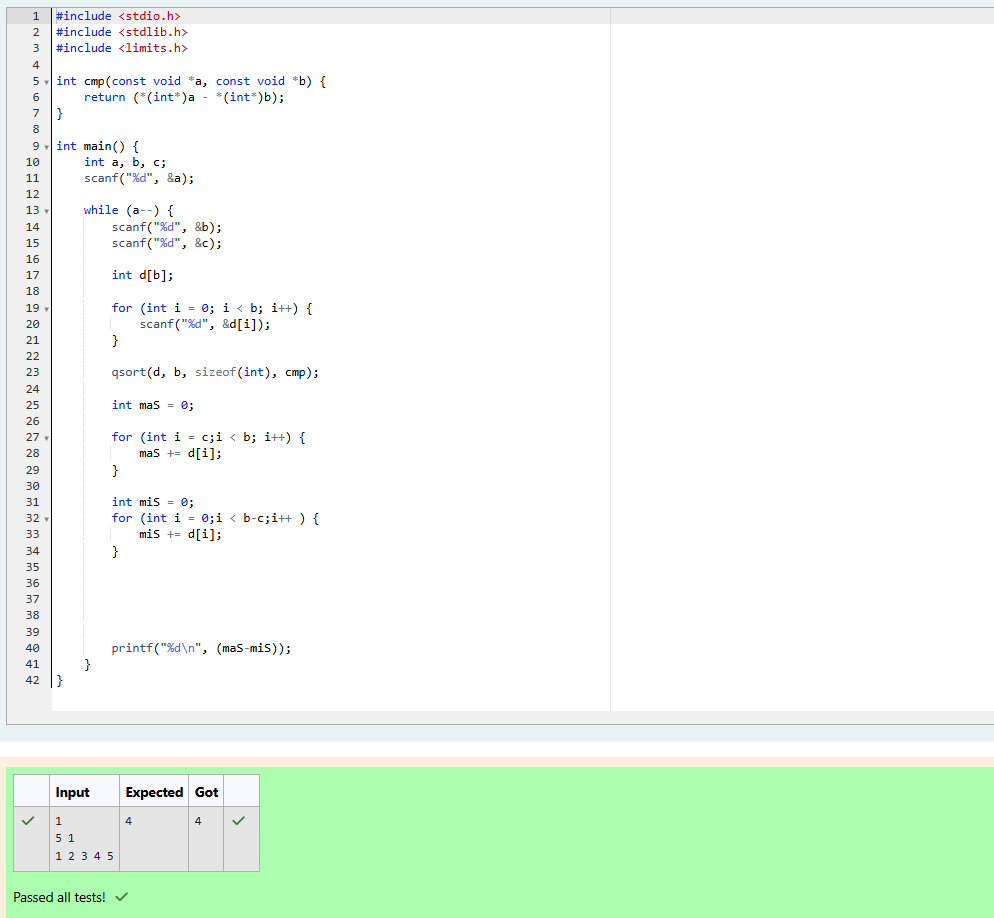 1 #include <stdio.h>
2 #include <stdlib.h>
3 #include <limits.h>
4
5 int cmp(const void *a, const void *b) {
6     return (*(int*)a - *(int*)b);
7 }
8
9 int main() {
10     int a, b, c;
11     scanf("%d", &a);
12
13     while (a--) {
14         scanf("%d", &b);
15         scanf("%d", &c);
16
17         int d[b];
18
19         for (int i = 0; i < b; i++) {
20             scanf("%d", &d[i]);
21         }
22
23         qsort(d, b, sizeof(int), cmp);
24
25         int maS = 0;
26
27         for (int i = c;i < b; i++) {
28             maS += d[i];
29         }
30
31         int miS = 0;
32         for (int i = 0;i < b-c;i++ ) {
33             miS += d[i];
34         }
35
36
37
38
39
40         printf("%d\n", (maS-miS));
41     }
42 }
Input Expected Got
1 4 4
5 1
1 2 3 4 5
Passed all tests!